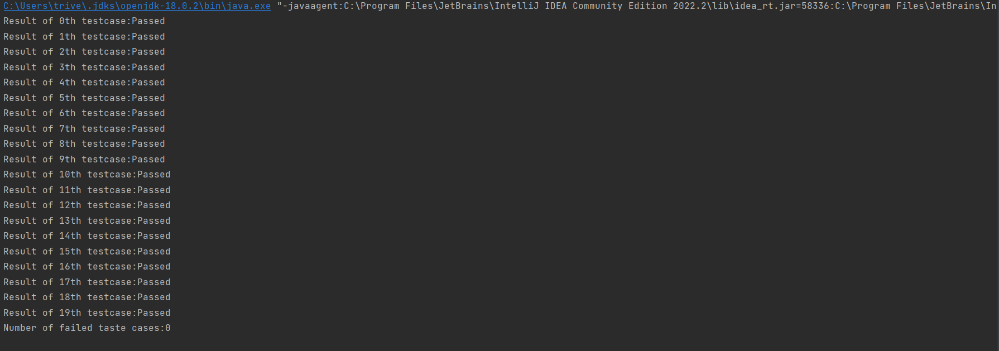 C:\Users\trive\.jdks\openjdk-18.0.2\bin\java.exe "-javaagent:C:\Program Files\JetBrains\IntelliJ IDEA Community Edition 2022.2\lib\idea_rt.jar=58336:C:\Program Files\JetBrains\In
Result of 0th testcase:Passed
Result of 1th testcase:Passed
Result of 2th testcase:Passed
Result of 3th testcase:Passed
Result of 4th testcase:Passed
Result of 5th testcase:Passed
Result of 6th testcase:Passed
Result of 7th testcase:Passed
Result of 8th testcase:Passed
Result of 9th testcase:Passed
Result of 10th testcase:Passed
Result of 11th testcase:Passed
Result of 12th testcase:Passed
Result of 13th testcase:Passed
Result of 14th testcase:Passed
Result of 15th testcase:Passed
Result of 16th testcase:Passed
Result of 17th testcase:Passed
Result of 18th testcase:Passed
Result of 19th testcase:Passed
Number of failed taste cases:0